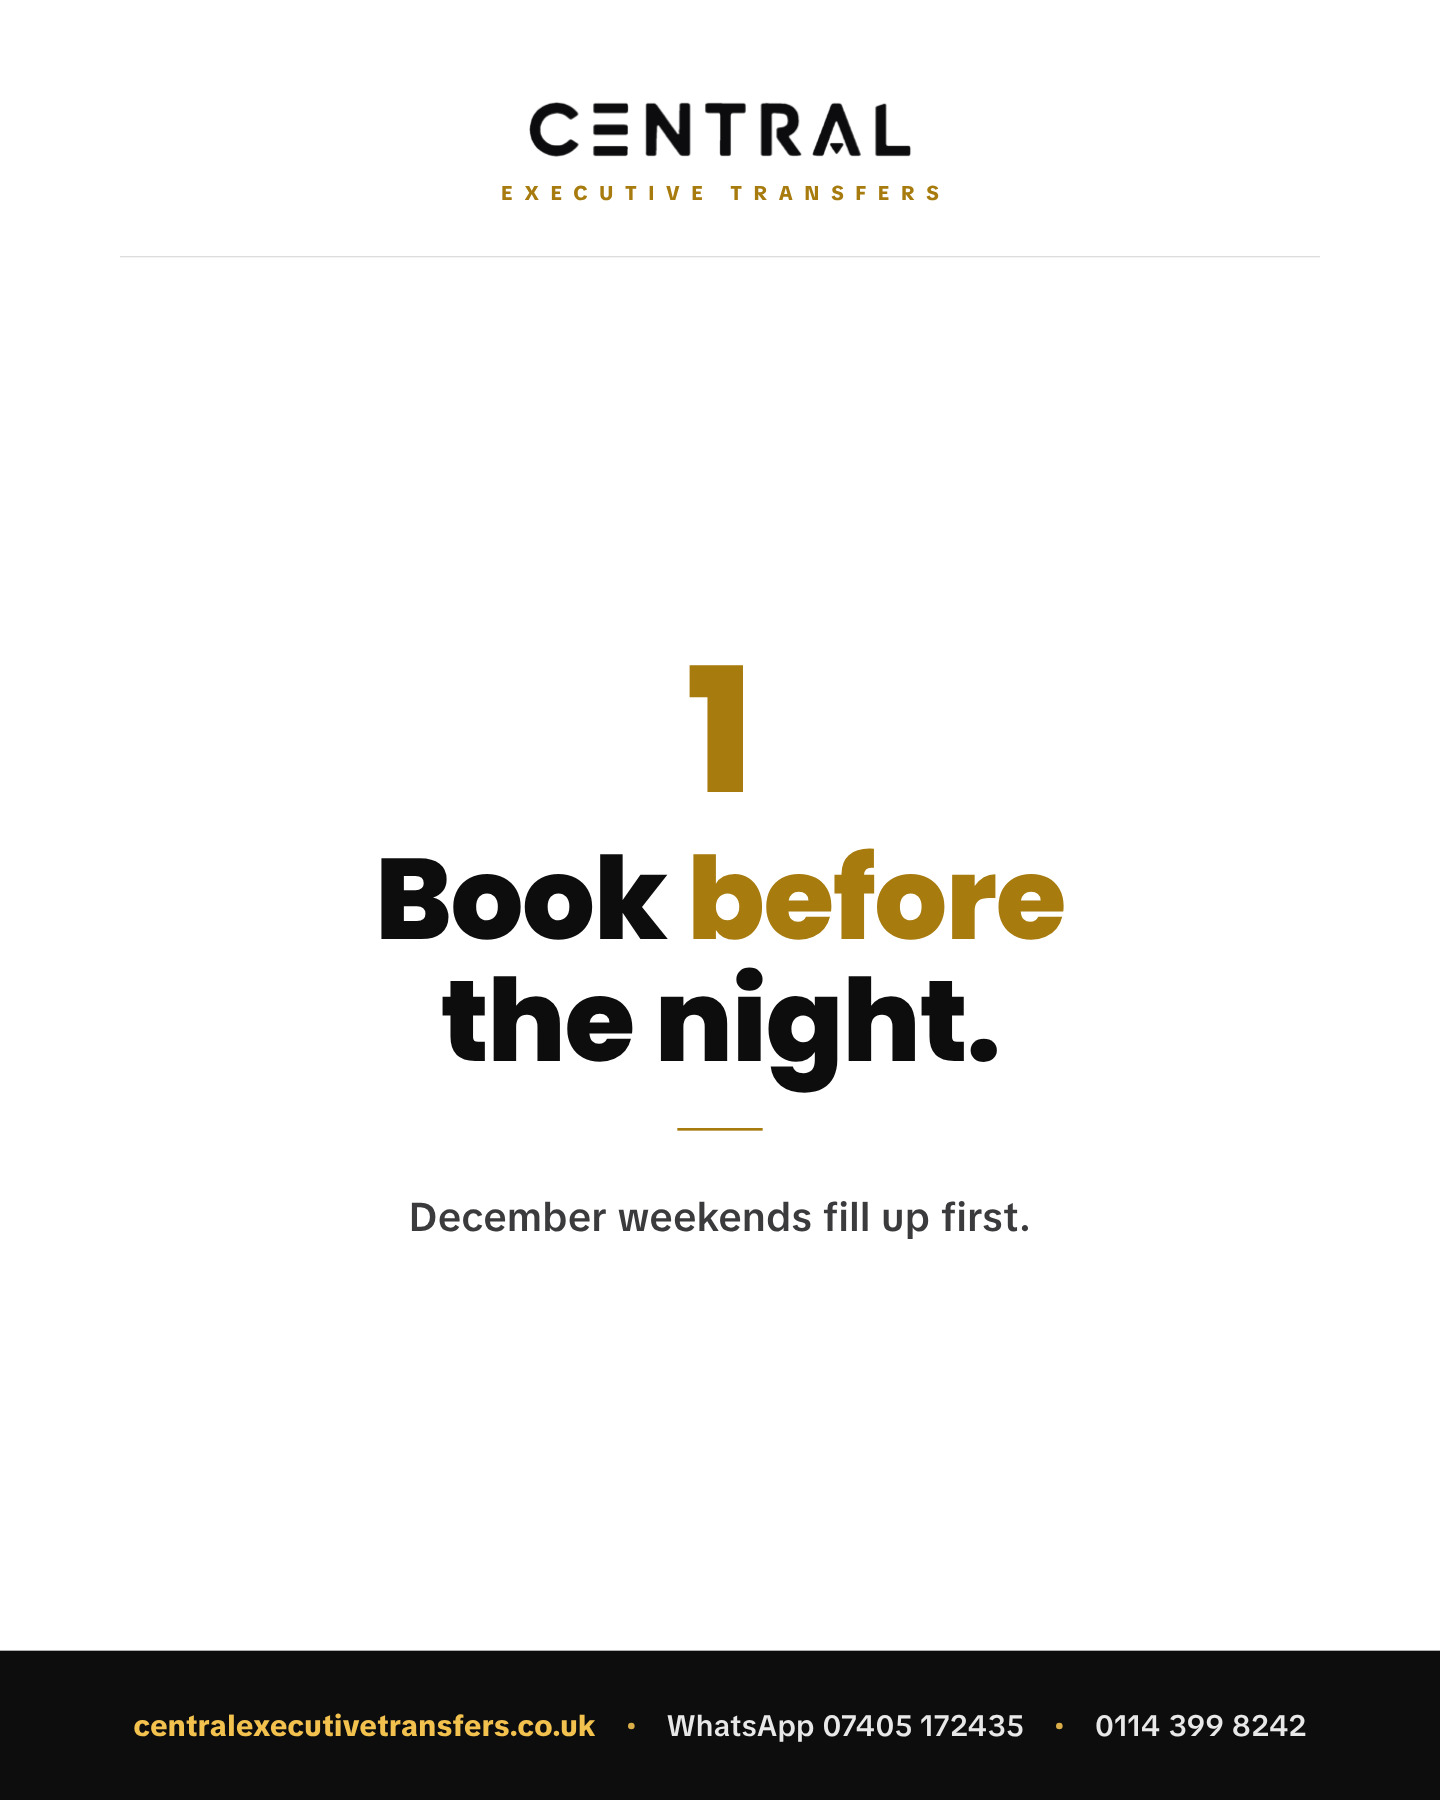 CENTRAL
EXECUTIVE TRANSFERS
1
Book before
the night.
December weekends fill up first.
centralexecutivetransfers.co.uk • WhatsApp 07405 172435 • 0114 399 8242